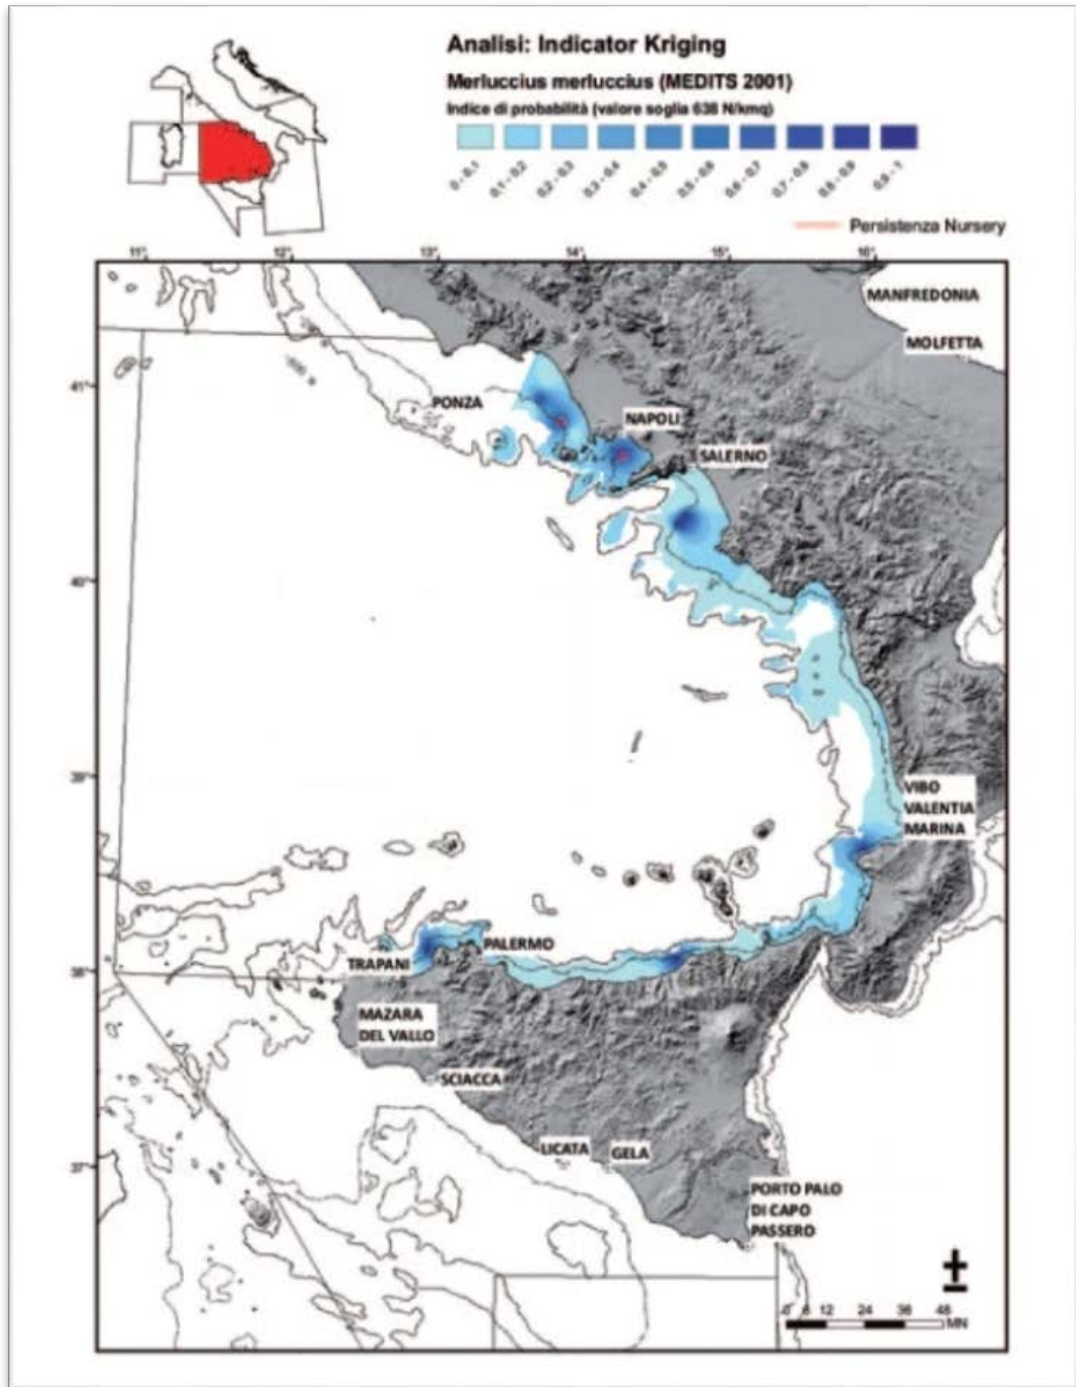 Analisi: Indicator Kriging
Merluccius merluccius (MEDITS 2001)
Indice di probabilità (valore soglia 638 N/kmq)
0 - 0,1
0,1 - 0,2
0,2 - 0,3
0,3 - 0,4
0,4 - 0,5
0,5 - 0,6
0,6 - 0,7
0,7 - 0,8
0,8 - 0,9
0,9 - 1
Persistenza Nursery
11°
12°
13°
14°
15°
16°
MANFREDONIA
MOLFETTA
41°
PONZA
NAPOLI
SALERNO
40°
39°
VIBO
VALENTIA
MARINA
PALERMO
TRAPANI
38°
MAZARA
DEL VALLO
SCIACCA
LICATA
GELA
37°
PORTO PALO
DI CAPO
PASSERO
0 6 12 24 36 48
MN